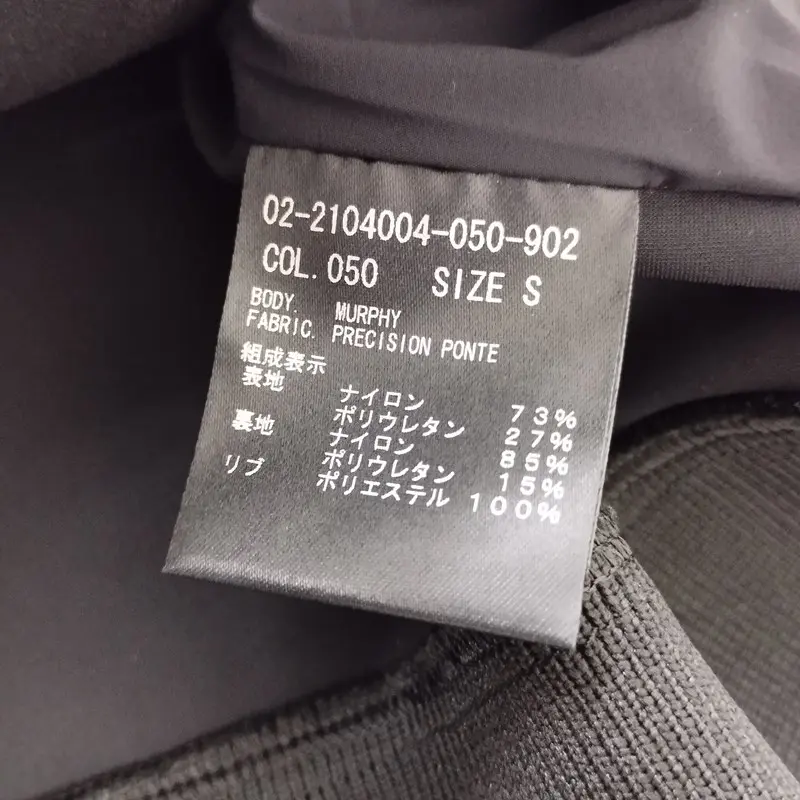 02-2104004-050-902
COL. 050 SIZE S
BODY. MURPHY
FABRIC. PRECISION PONTE
組成表示
表地 ナイロン 73%
ポリウレタン 27%
裏地 ナイロン 85%
ポリウレタン 15%
リブ ポリエステル 100%